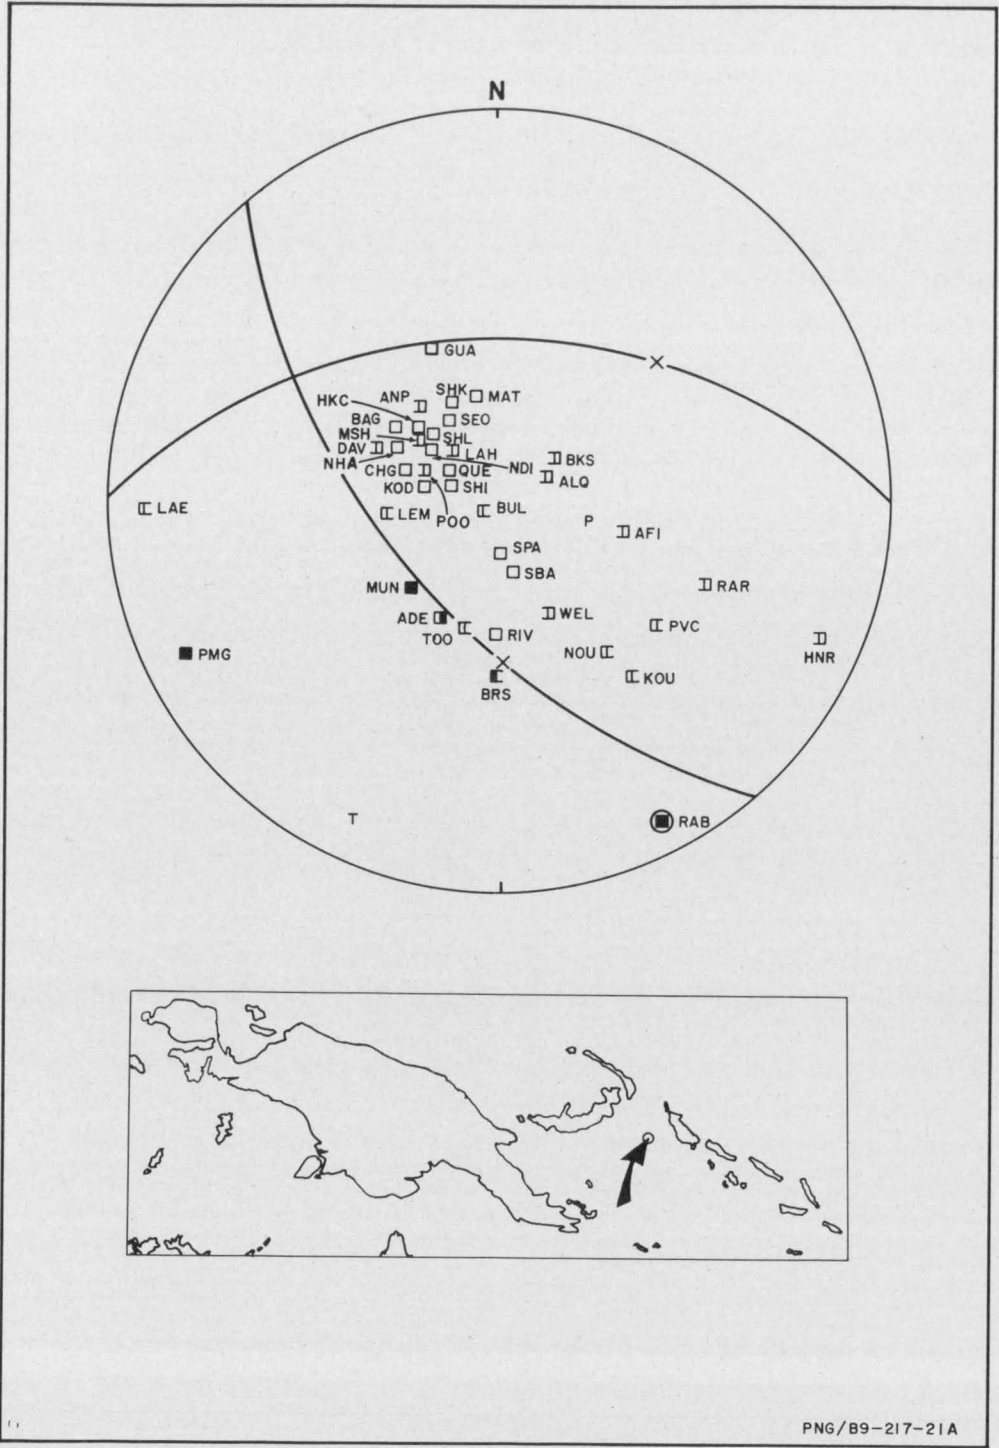 N
GUA
SHK
MAT
HKC
ANP
SEO
BAG
MSH
SHL
DAV
LAH
NHA
NDI
BKS
CHG
QUE
ALQ
KOD
SHI
LAE
LEM
POO
BUL
P
AFI
SPA
SBA
MUN
RAR
ADE
TOO
WEL
PVC
RIV
PMG
NOU
HNR
BRS
KOU
T
RAB
PNG/B9-217-21A